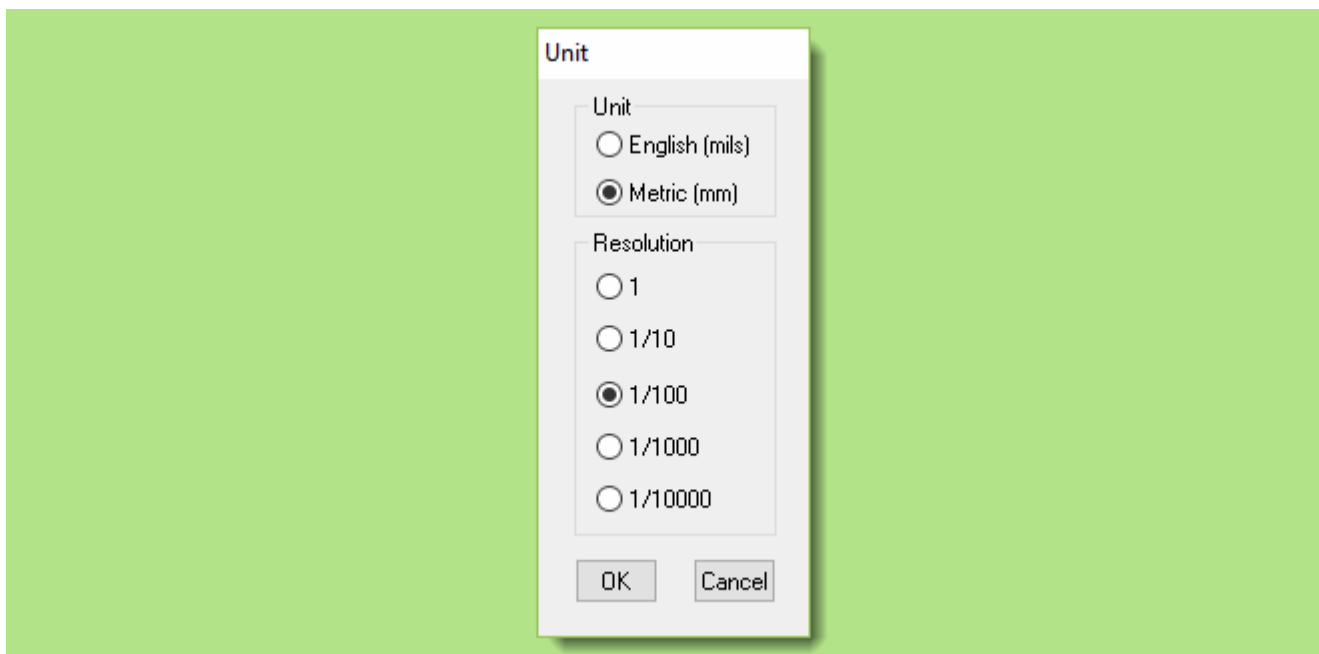 Unit
Unit
English (mils)
Metric (mm)
Resolution
1
1/10
1/100
1/1000
1/10000
OK Cancel